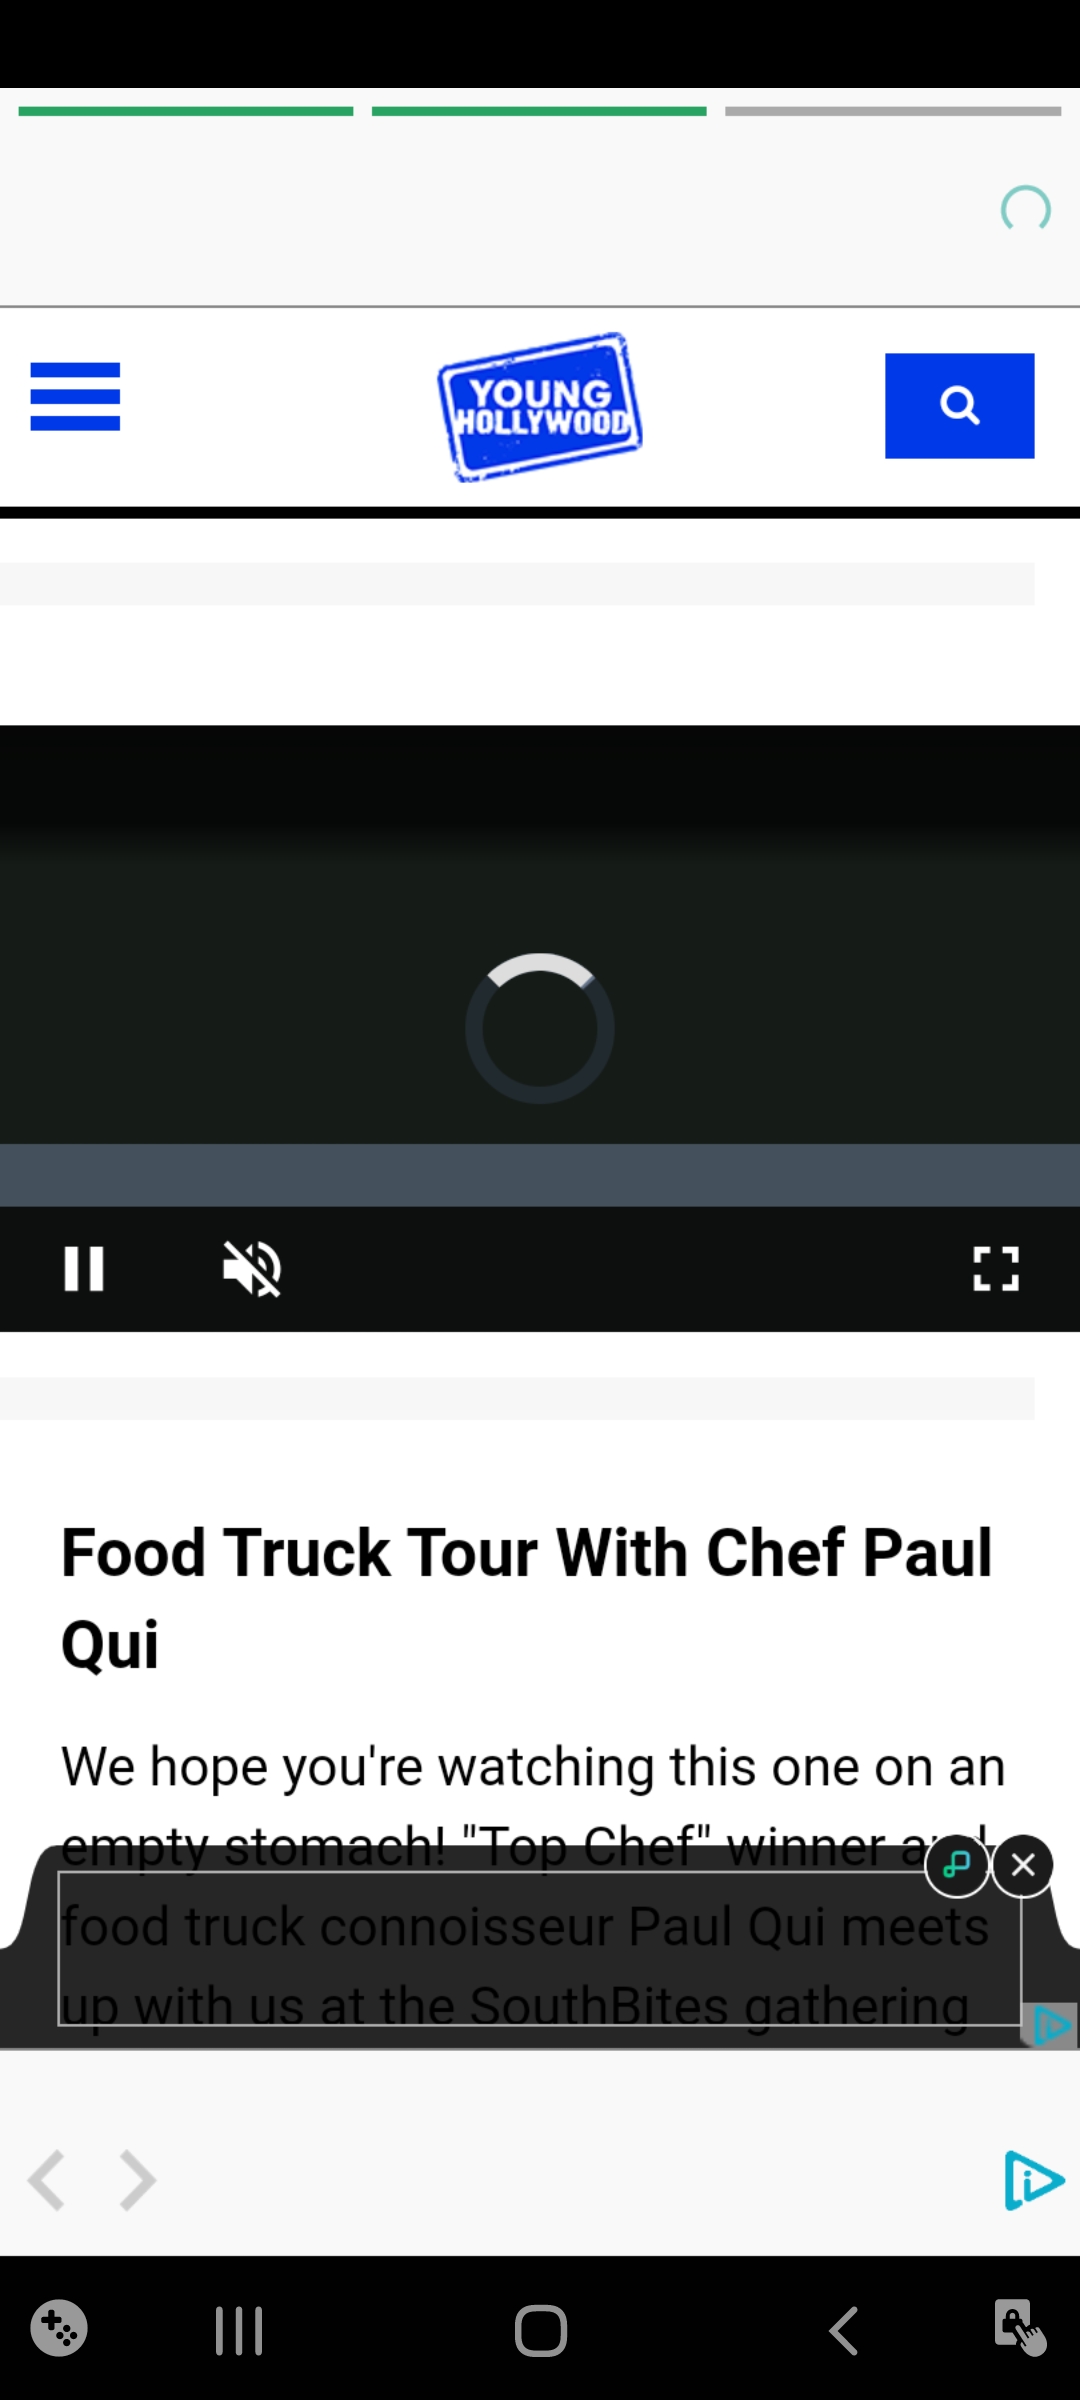 YOUNG
HOLLYWOOD
Food Truck Tour With Chef Paul
Qui
We hope you're watching this one on an
empty stomach! "Top Chef" winner and
food truck connoisseur Paul Qui meets
up with us at the SouthBites gathering